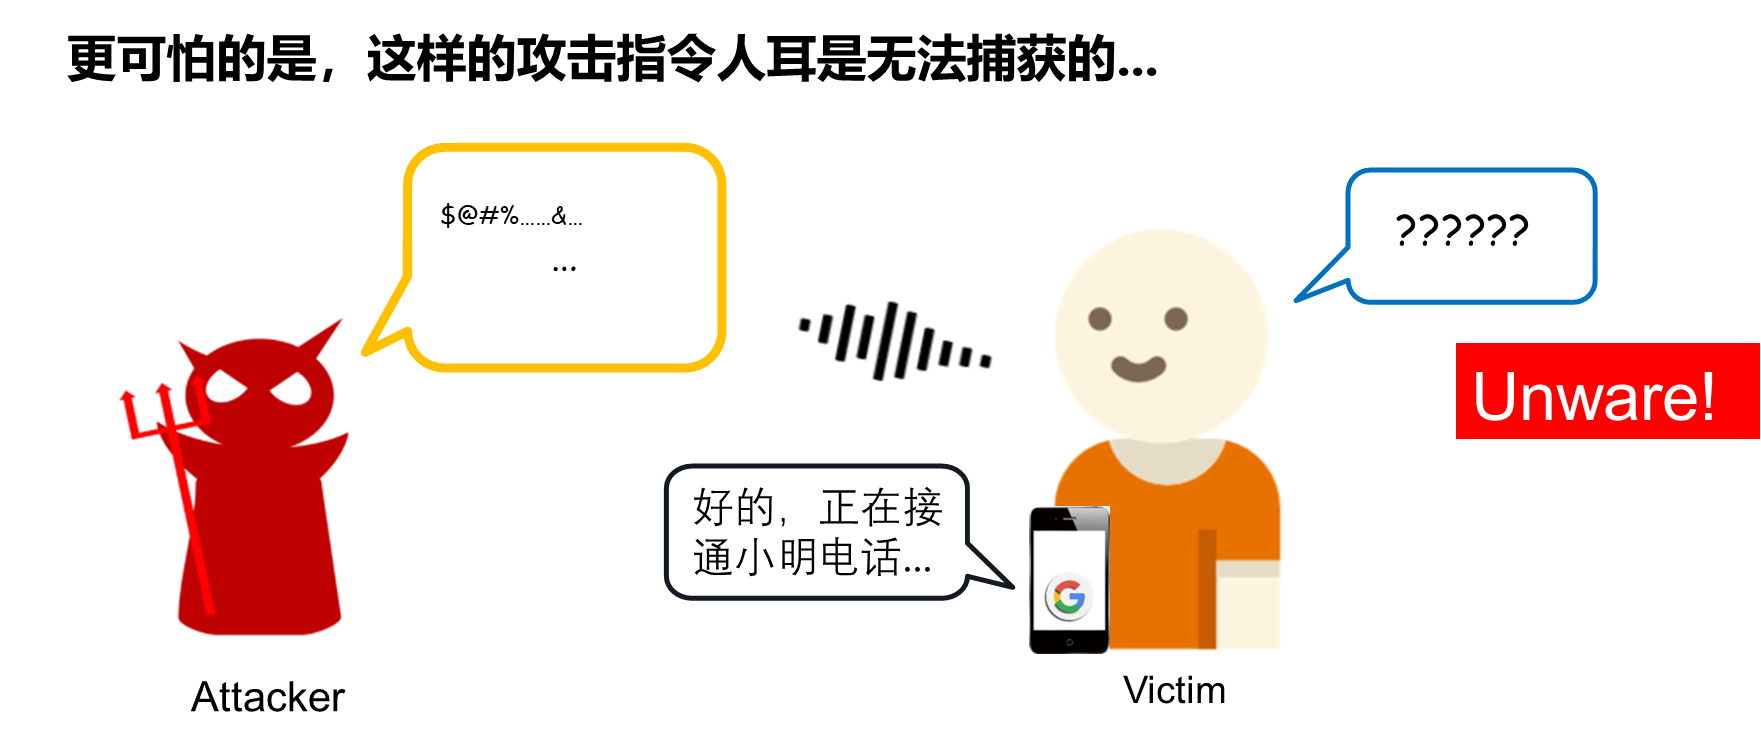 更可怕的是，这样的攻击指令人耳是无法捕获的...
$@#%……&…
…
??????
Unware!
好的，正在接
通小明电话...
G
Attacker
Victim